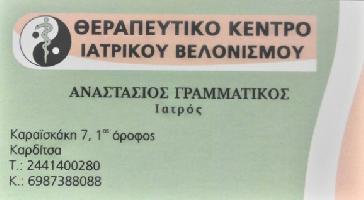 ΘΕΡΑΠΕΥΤΙΚΟ ΚΕΝΤΡΟ
ΙΑΤΡΙΚΟΥ ΒΕΛΟΝΙΣΜΟΥ
ΑΝΑΣΤΑΣΙΟΣ ΓΡΑΜΜΑΤΙΚΟΣ
Ιατρός
Καραϊσκάκη 7, 1ος όροφος
Καρδίτσα
Τ.: 2441400280
Κ.: 6987388088